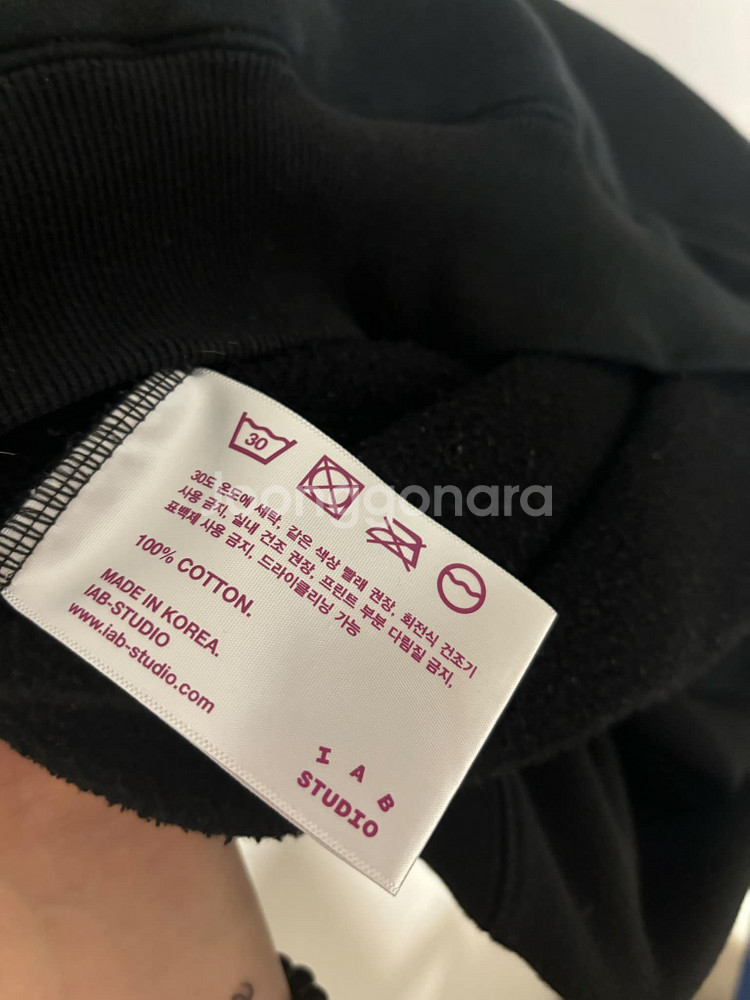 30
30도 온도에 세탁, 같은 색상 빨래 권장, 회전식 건조기
사용 금지, 실내 건조 권장, 프린트 부분 다림질 금지,
표백제 사용 금지, 드라이클리닝 가능
100% COTTON.
MADE IN KOREA.
IAB-STUDIO
www.iab-studio.com
I A B
STUDIO
joonggonara